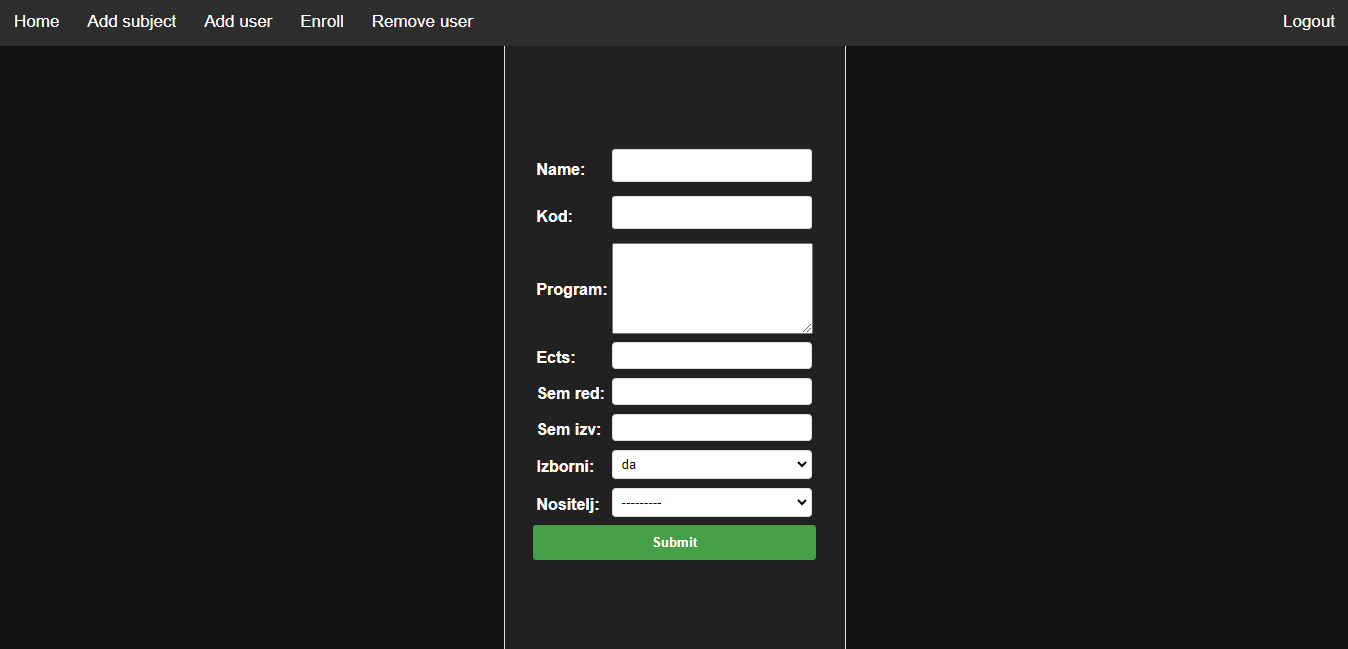 Home Add subject Add user Enroll Remove user Logout
Name:
Kod:
Program:
Ects:
Sem red:
Sem izv:
Izborni: da
Nositelj: ---------
Submit